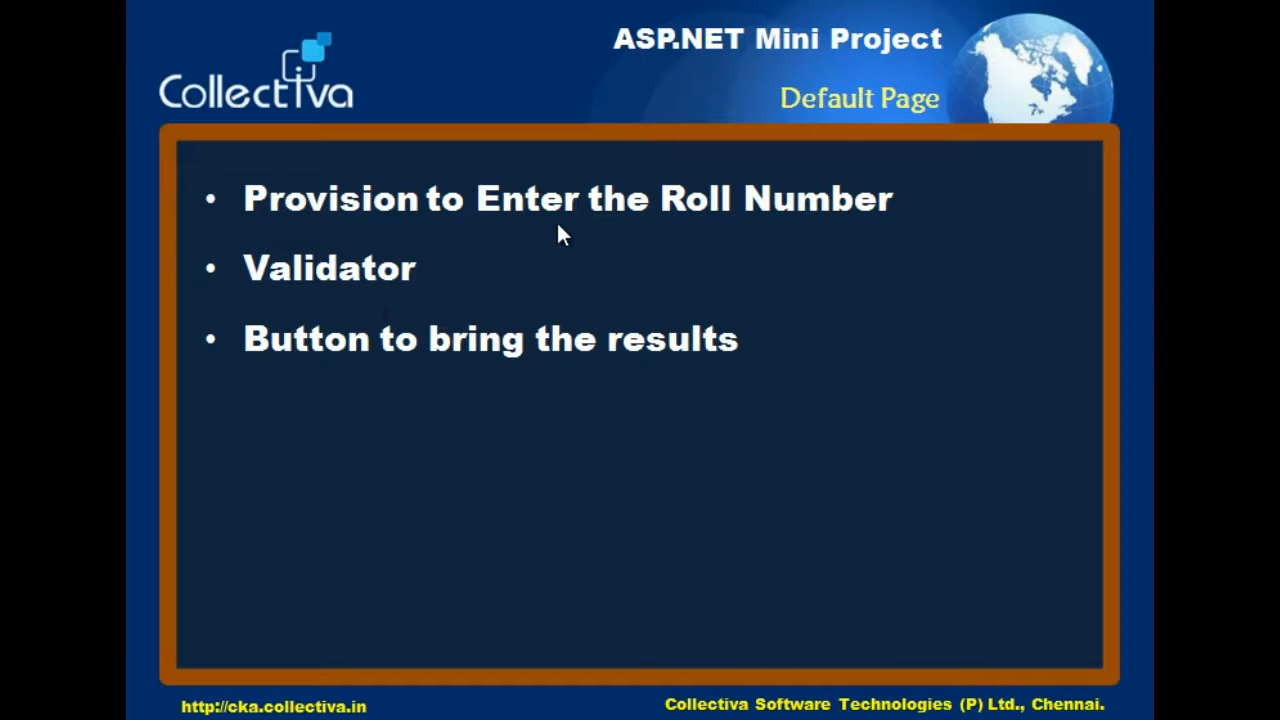 Collectiva
ASP.NET Mini Project
Default Page
• Provision to Enter the Roll Number
• Validator
• Button to bring the results
http://cka.collectiva.in
Collectiva Software Technologies (P) Ltd., Chennai.